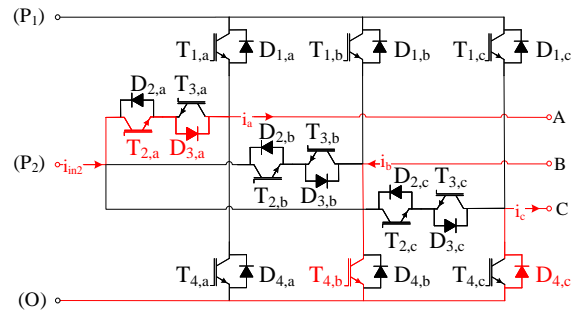 (P1)
T1,a D1,a T1,b D1,b T1,c D1,c
D2,a T3,a
ia A
T2,a D3,a D2,b T3,b
(P2) iin2 ib B
T2,b D3,b D2,c T3,c
ic C
T2,c D3,c
T4,a D4,a T4,b D4,b T4,c D4,c
(O)